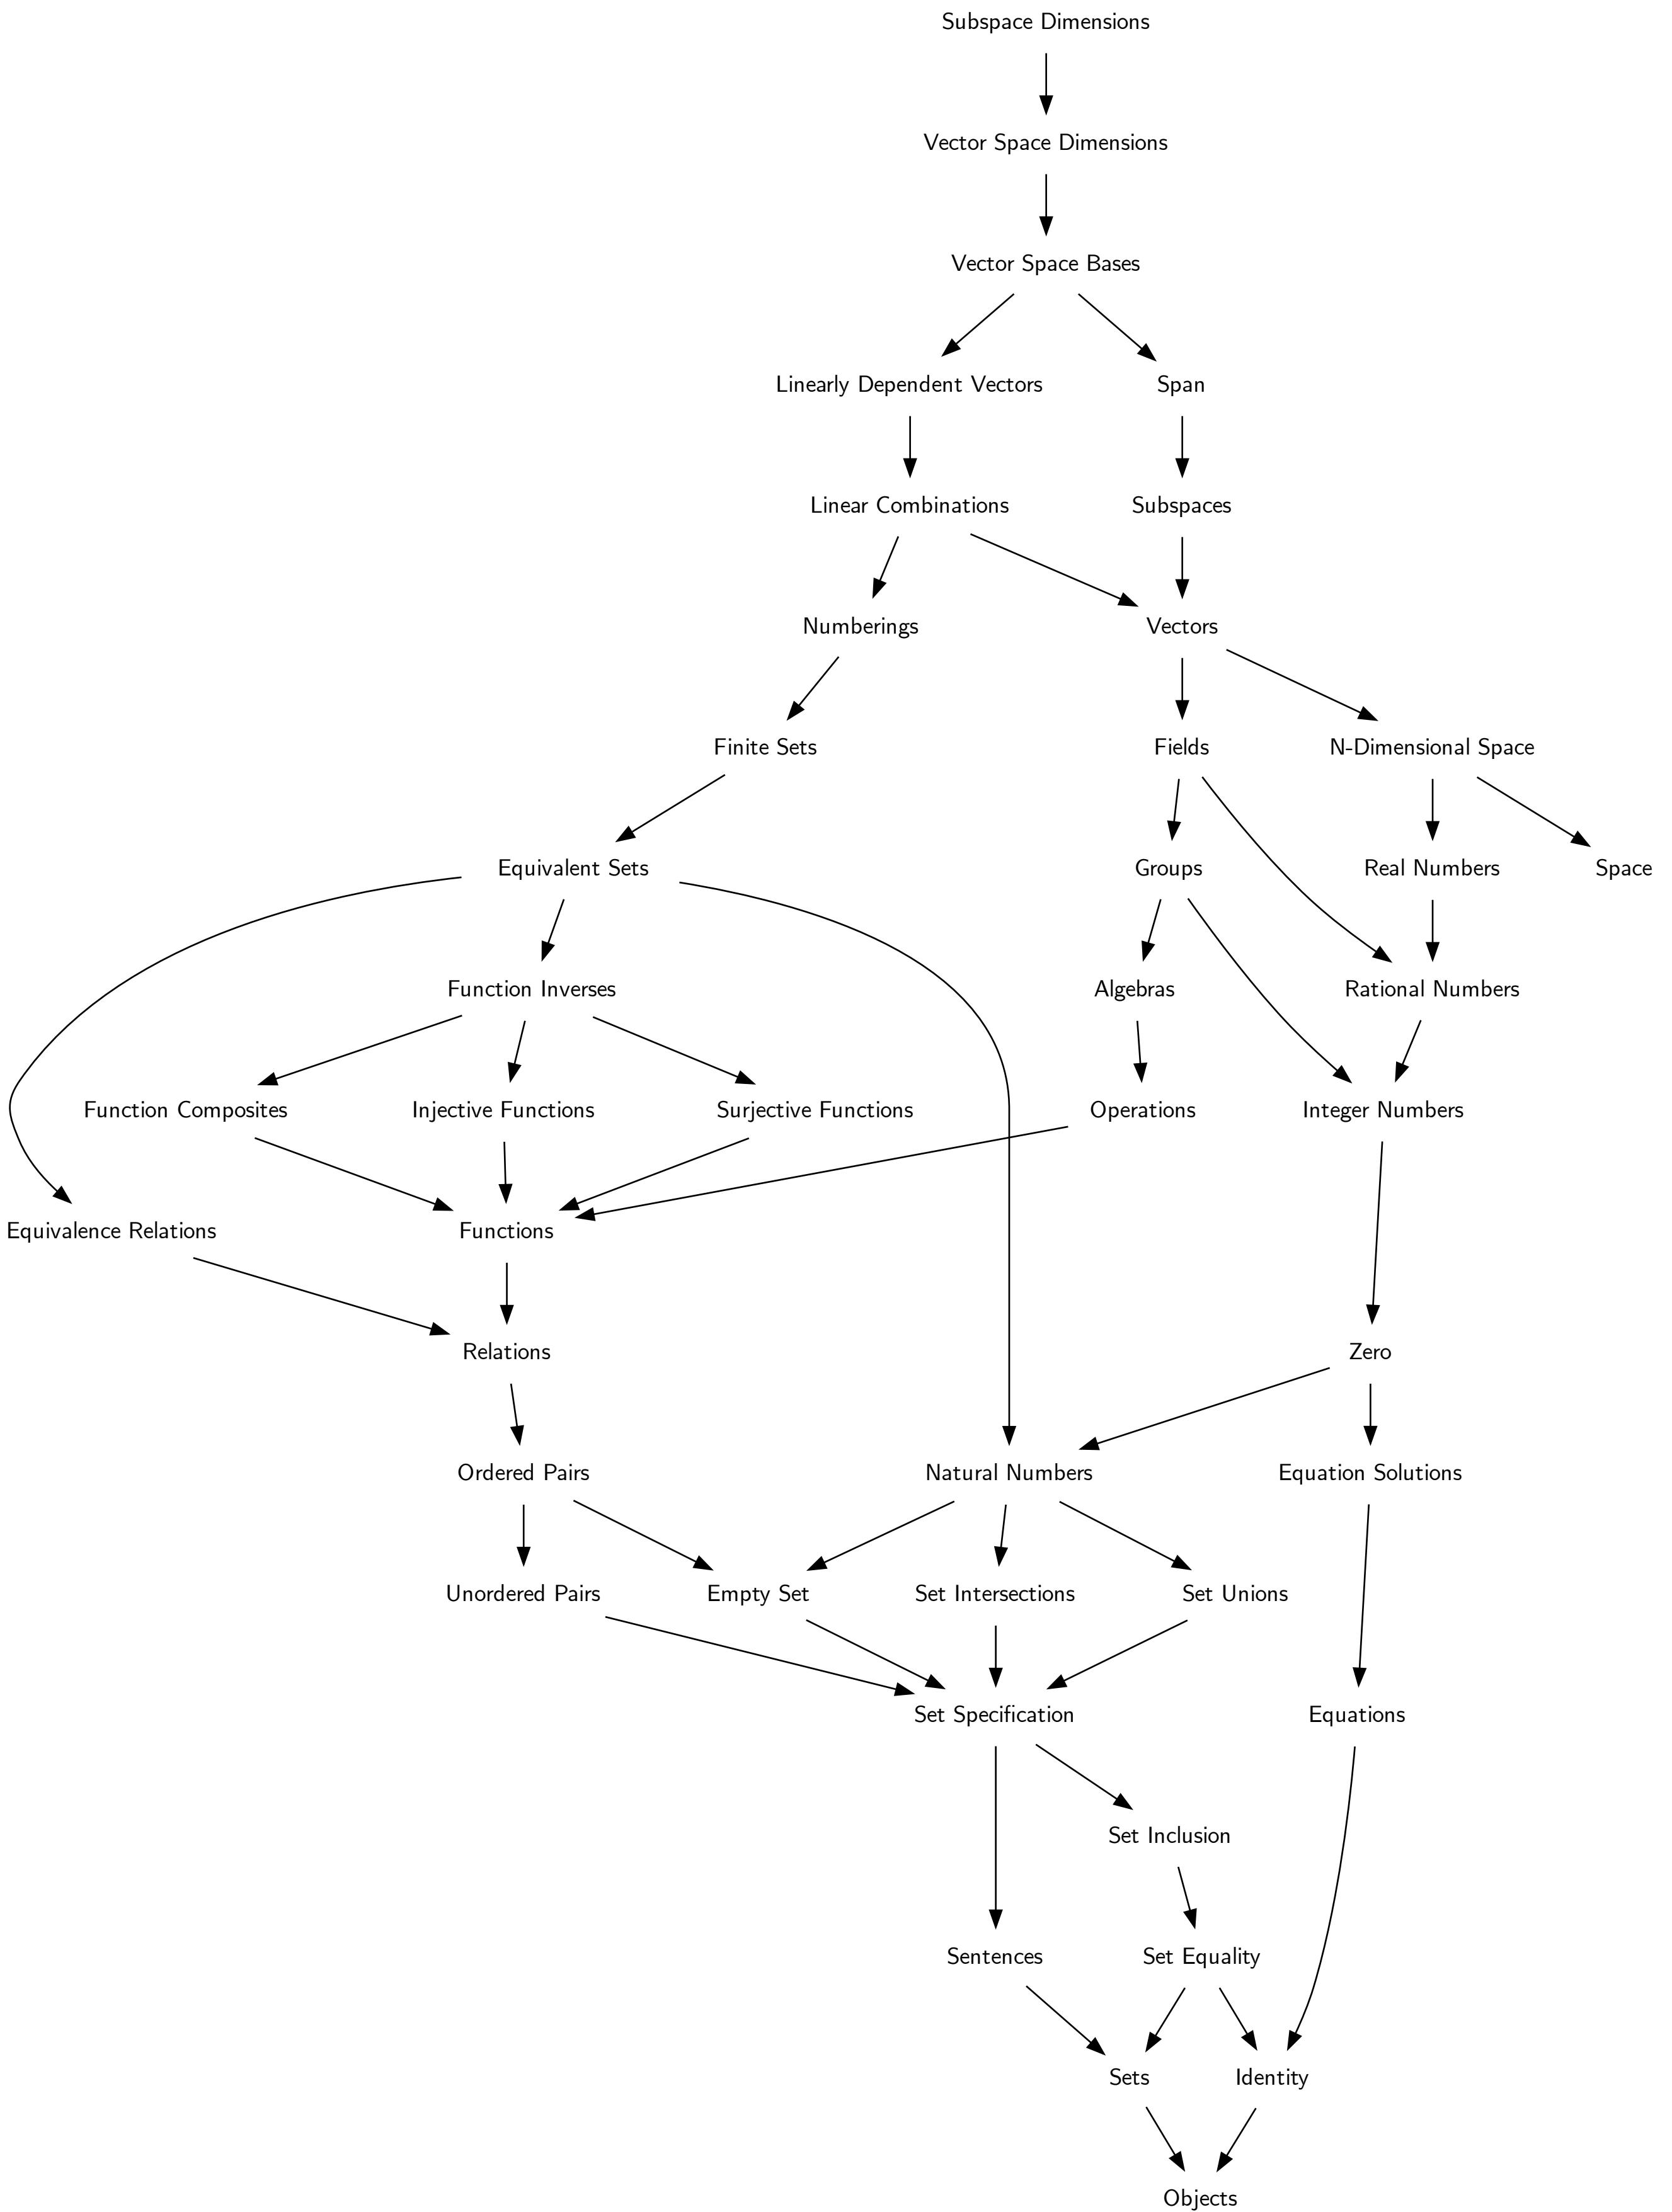 Subspace Dimensions
Vector Space Dimensions
Vector Space Bases
Linearly Dependent Vectors
Span
Linear Combinations
Subspaces
Numberings
Vectors
Finite Sets
Fields
N-Dimensional Space
Equivalent Sets
Groups
Real Numbers
Space
Function Inverses
Algebras
Rational Numbers
Function Composites
Injective Functions
Surjective Functions
Operations
Integer Numbers
Equivalence Relations
Functions
Relations
Zero
Ordered Pairs
Natural Numbers
Equation Solutions
Unordered Pairs
Empty Set
Set Intersections
Set Unions
Set Specification
Equations
Set Inclusion
Sentences
Set Equality
Sets
Identity
Objects